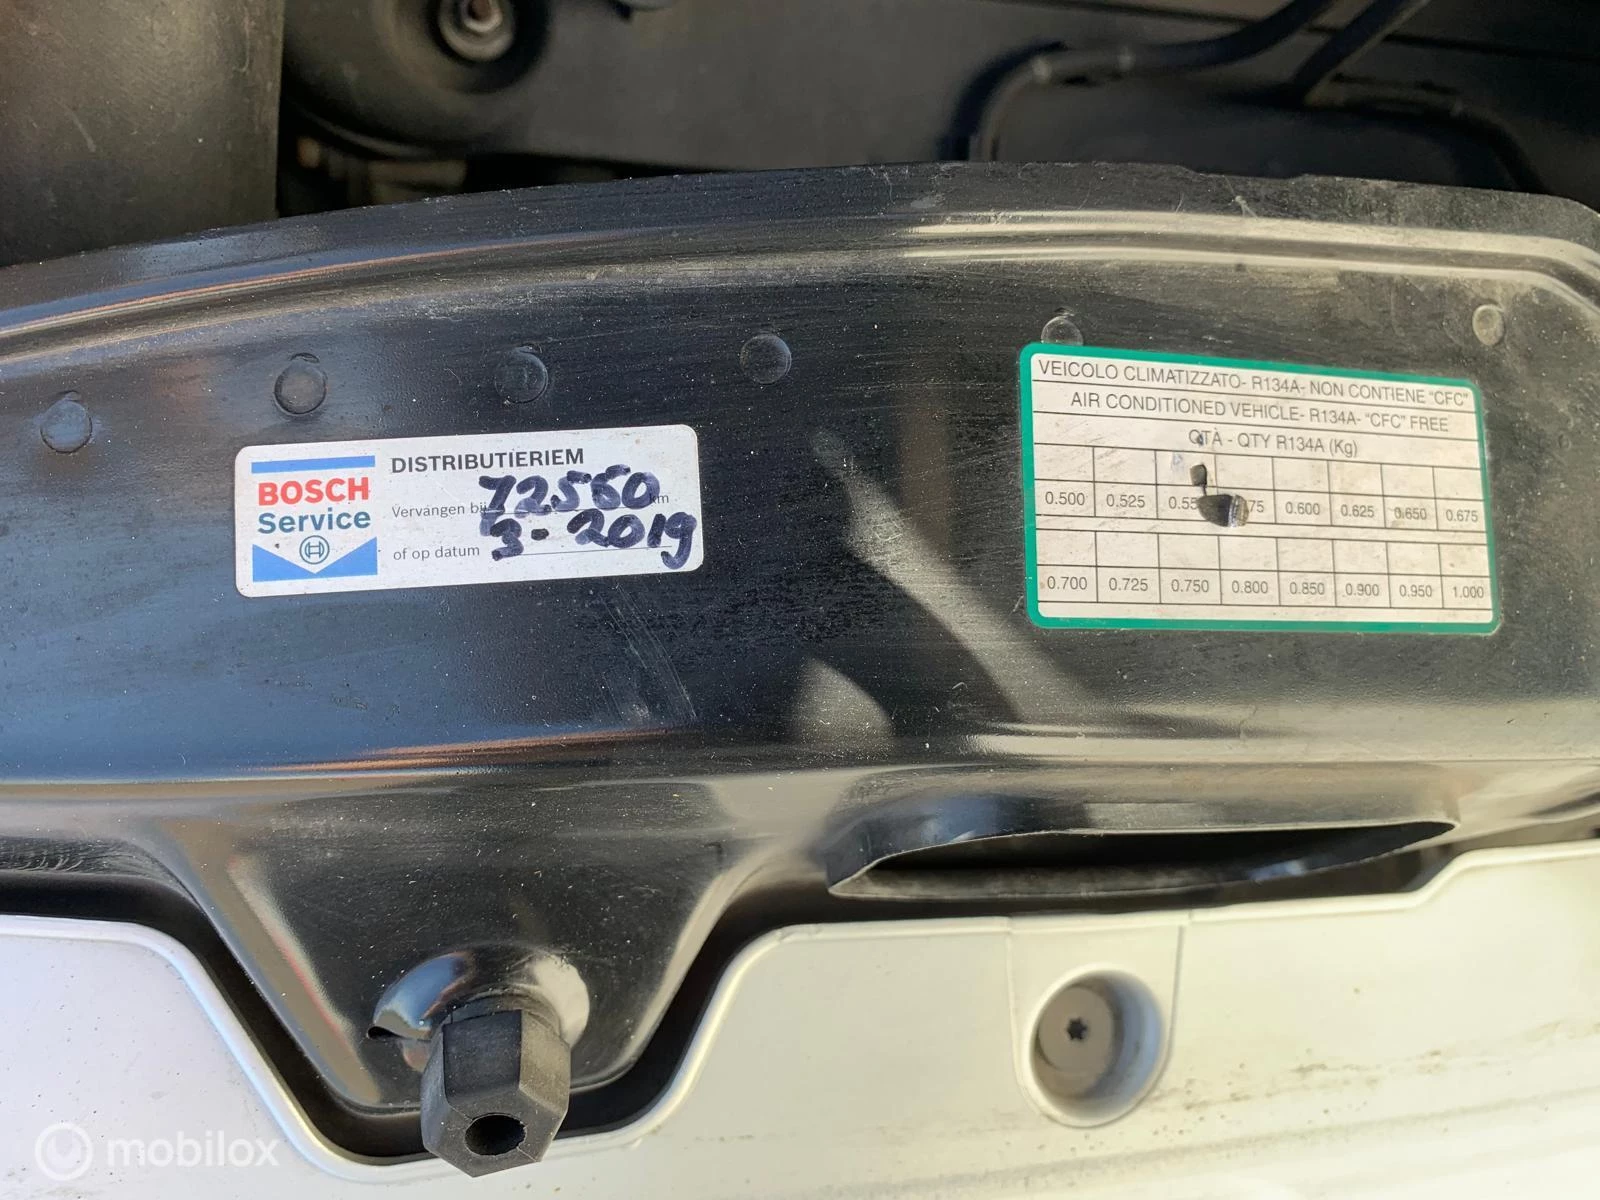 DISTRIBUTIERIEM
BOSCH
Service
Vervangen bij 72560 km
of op datum 3-2019
VEICOLO CLIMATIZZATO- R134A- NON CONTIENE "CFC"
AIR CONDITIONED VEHICLE- R134A- "CFC" FREE
QTÀ - QTY R134A (Kg)
0.500 0.525 0.600 0.625 0.650 0.675
0.700 0.725 0.750 0.800 0.850 0.900 0.950 1.000
mobilox